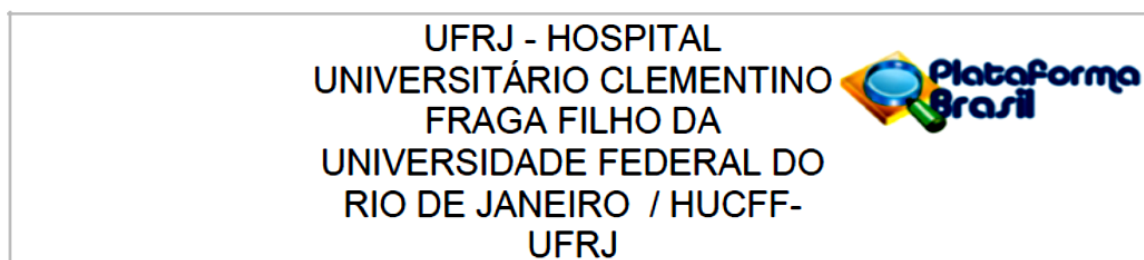 UFRJ - HOSPITAL
UNIVERSITÁRIO CLEMENTINO
FRAGA FILHO DA
UNIVERSIDADE FEDERAL DO
RIO DE JANEIRO / HUCFF-
UFRJ
Plataforma
Brasil